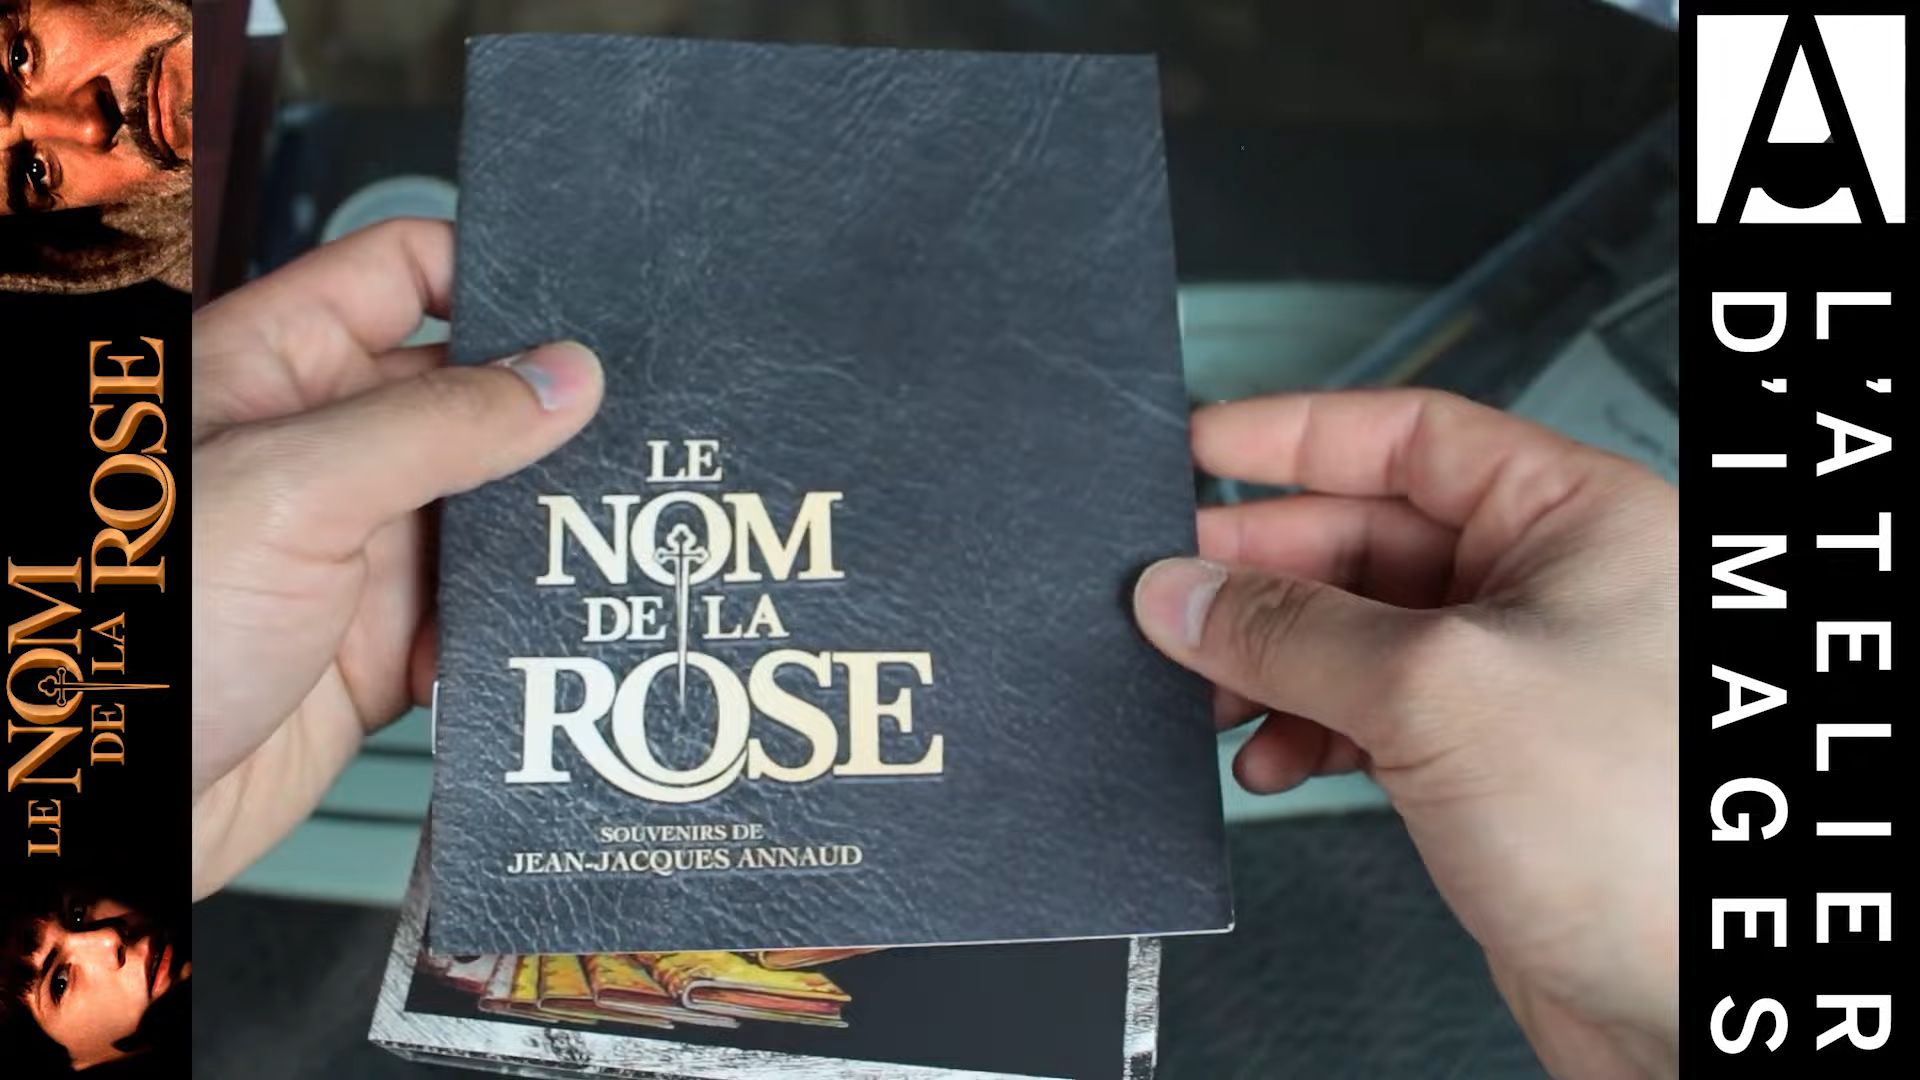 LE
NOM
DE LA
ROSE
LE
NOM
DE LA
ROSE
SOUVENIRS DE
JEAN-JACQUES ANNAUD
L'ATELIER
D'IMAGES